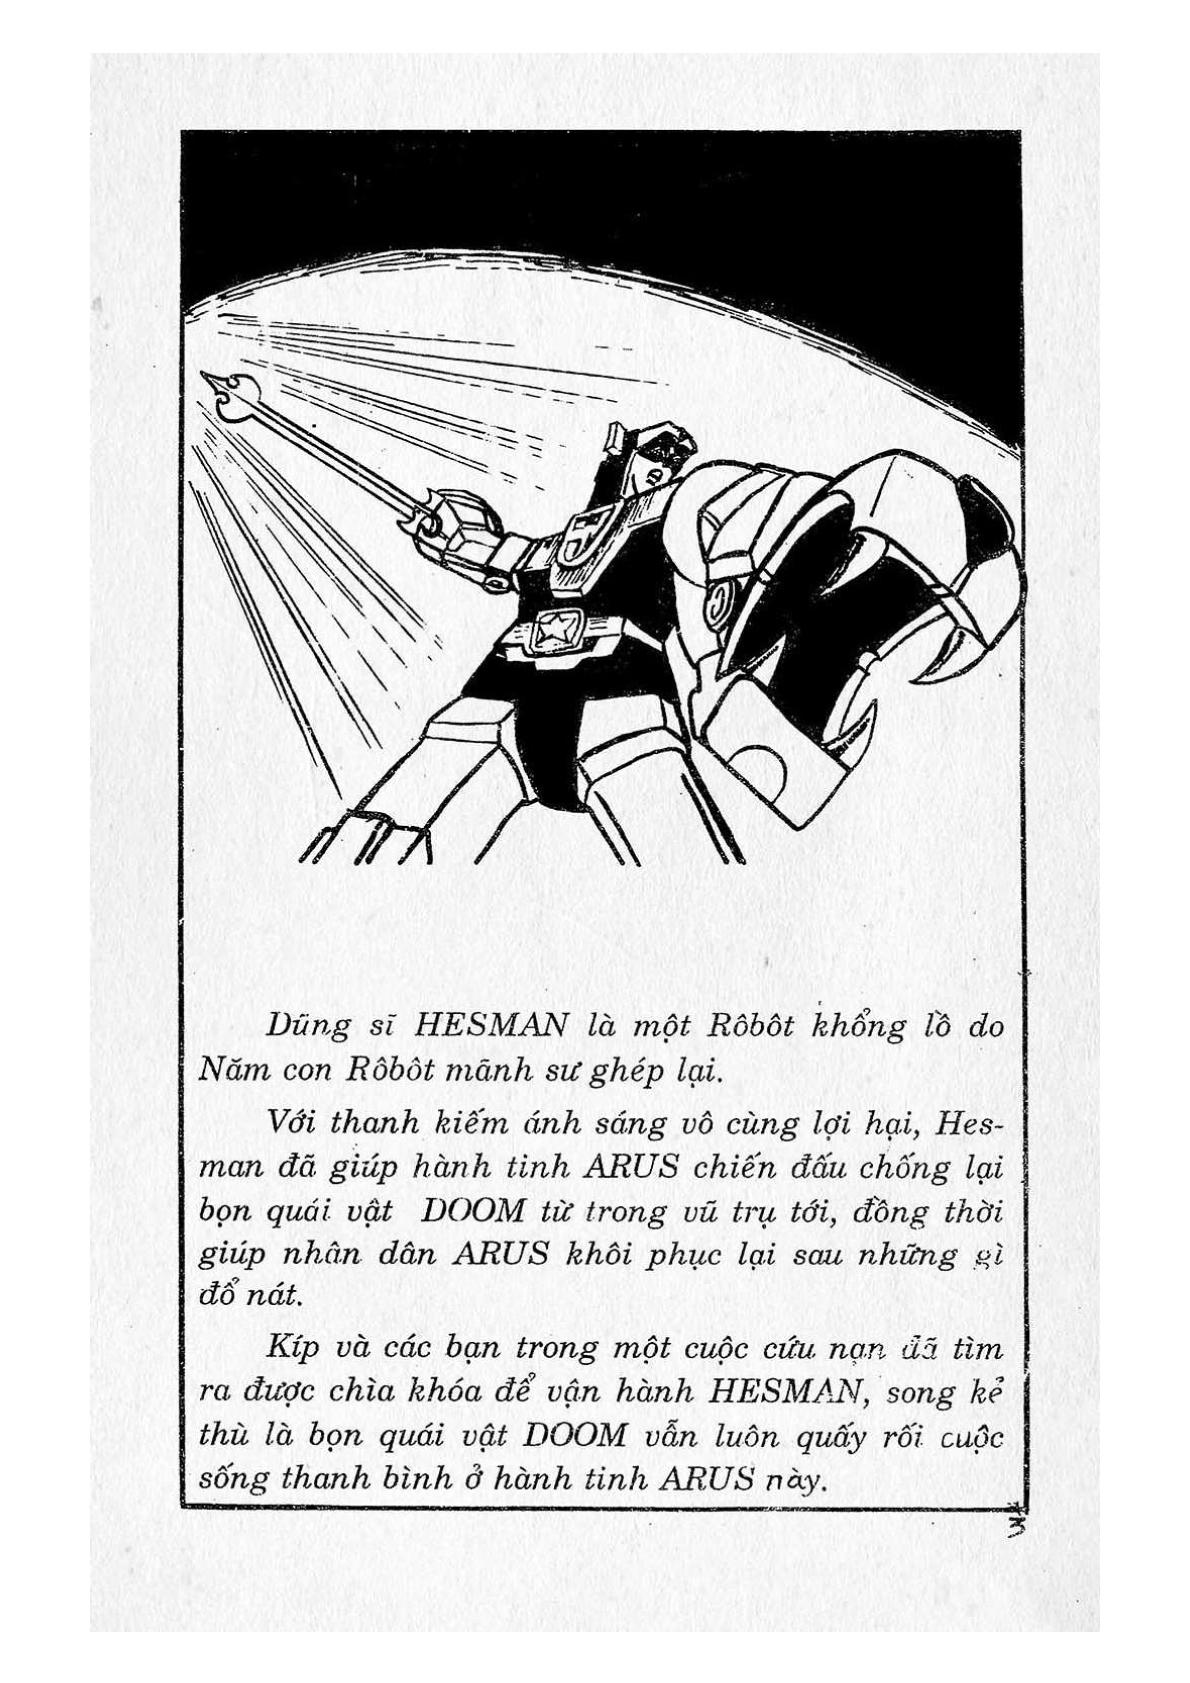 Dũng sĩ HESMAN là một Rôbôt khổng lồ do
Năm con Rôbôt mãnh sư ghép lại.
Với thanh kiếm ánh sáng vô cùng lợi hại, Hes-
man đã giúp hành tinh ARUS chiến đấu chống lại
bọn quái vật DOOM từ trong vũ trụ tới, đồng thời
giúp nhân dân ARUS khôi phục lại sau những gì
đổ nát.
Kíp và các bạn trong một cuộc cứu nạn đã tìm
ra được chìa khóa để vận hành HESMAN, song kẻ
thù là bọn quái vật DOOM vẫn luôn quấy rối cuộc
sống thanh bình ở hành tinh ARUS này.
3